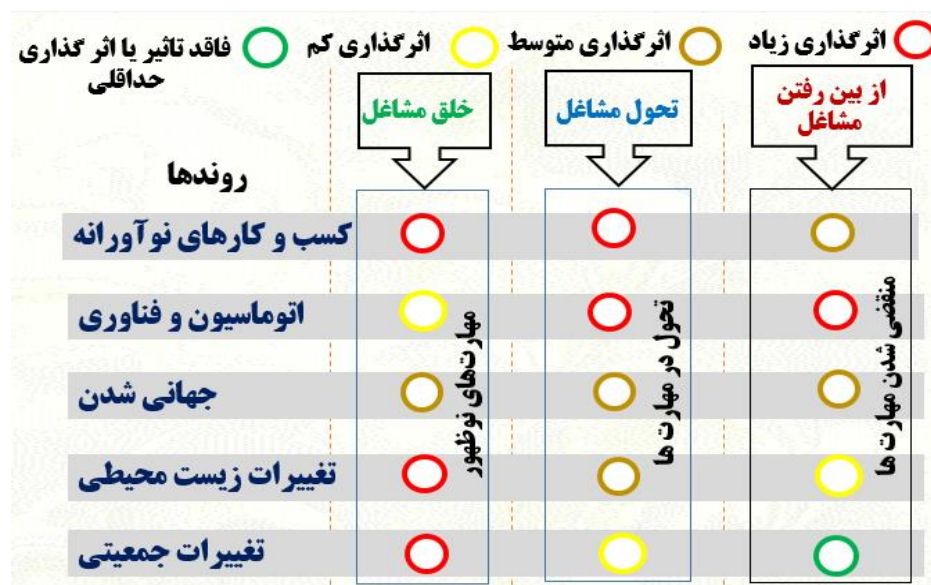 اثرگذاری زیاد
اثرگذاری متوسط
اثرگذاری کم
فاقد تاثیر یا اثر گذاری
حداقلی
از بین رفتن
مشاغل
تحول مشاغل
خلق مشاغل
روندها
کسب و کارهای نوآورانه
اتوماسیون و فناوری
جهانی شدن
تغییرات زیست محیطی
تغییرات جمعیتی
منقضی شدن مهارت ها
تحول در مهارت ها
مهارت‌های نوظهور